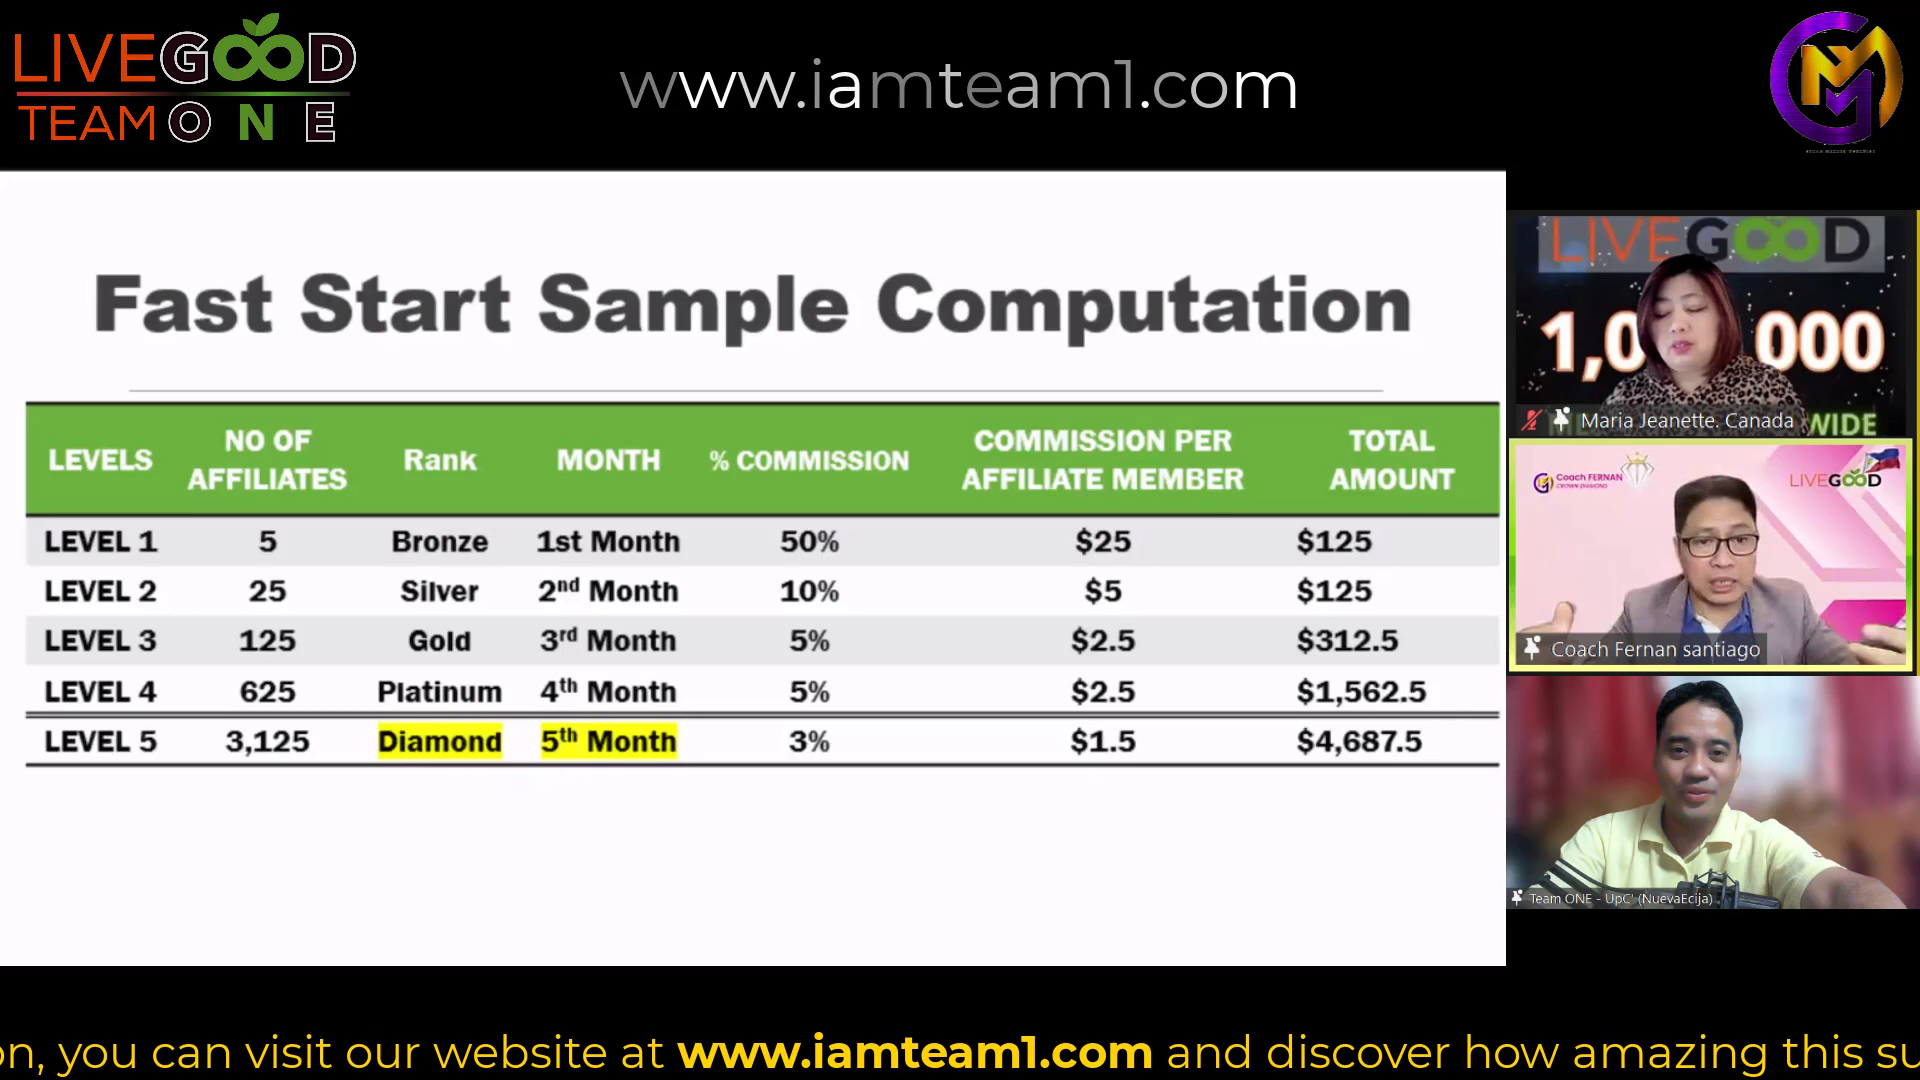 LIVEGOOD
TEAM ONE
www.iamteam1.com
GM
Fast Start Sample Computation
LEVELS NO OF AFFILIATES Rank MONTH % COMMISSION COMMISSION PER AFFILIATE MEMBER TOTAL AMOUNT
LEVEL 1 5 Bronze 1st Month 50% $25 $125
LEVEL 2 25 Silver 2nd Month 10% $5 $125
LEVEL 3 125 Gold 3rd Month 5% $2.5 $312.5
LEVEL 4 625 Platinum 4th Month 5% $2.5 $1,562.5
LEVEL 5 3,125 Diamond 5th Month 3% $1.5 $4,687.5
LIVEGOOD
1,0 000
WIDE
Maria Jeanette. Canada
Coach FERNAN
CROWN DIAMOND
LIVEGOOD
Coach Fernan santiago
Team ONE - UpC' (NuevaEcija)
on, you can visit our website at www.iamteam1.com and discover how amazing this su